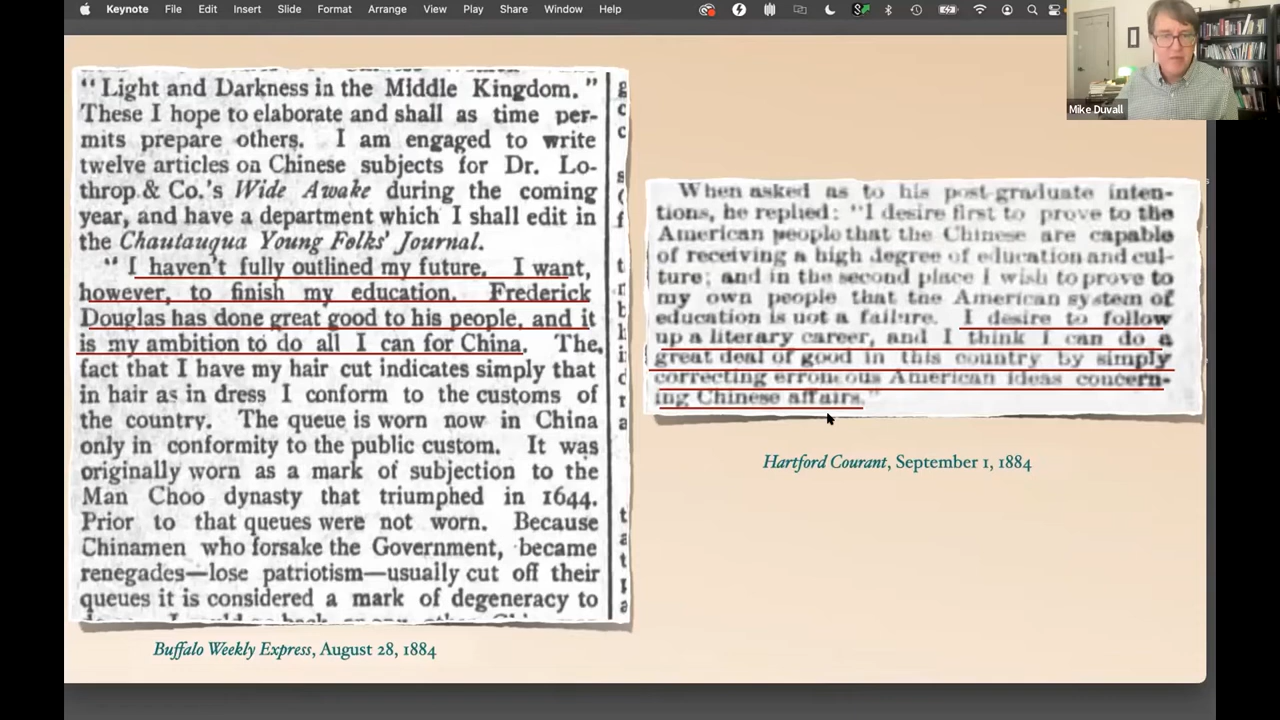 Keynote File Edit Insert Slide Format Arrange View Play Share Window Help
Mike Duvall
“Light and Darkness in the Middle Kingdom.”
These I hope to elaborate and shall as time per-
mits prepare others. I am engaged to write
twelve articles on Chinese subjects for Dr. Lo-
throp & Co.'s Wide Awake during the coming
year, and have a department which I shall edit in
the Chautauqua Young Folks' Journal.
“I haven't fully outlined my future. I want,
however, to finish my education. Frederick
Douglas has done great good to his people, and it
is my ambition to do all I can for China. The
fact that I have my hair cut indicates simply that
in hair as in dress I conform to the customs of
the country. The queue is worn now in China
only in conformity to the public custom. It was
originally worn as a mark of subjection to the
Man Choo dynasty that triumphed in 1644.
Prior to that queues were not worn. Because
Chinamen who forsake the Government, became
renegades—lose patriotism—usually cut off their
queues it is considered a mark of degeneracy to
Buffalo Weekly Express, August 28, 1884
When asked as to his post-graduate inten-
tions, he replied: “I desire first to prove to the
American people that the Chinese are capable
of receiving a high degree of education and cul-
ture; and in the second place I wish to prove to
my own people that the American system of
education is not a failure. I desire to follow
up a literary career, and I think I can do a
great deal of good in this country by simply
correcting erroneous American ideas concern-
ing Chinese affairs.”
Hartford Courant, September 1, 1884